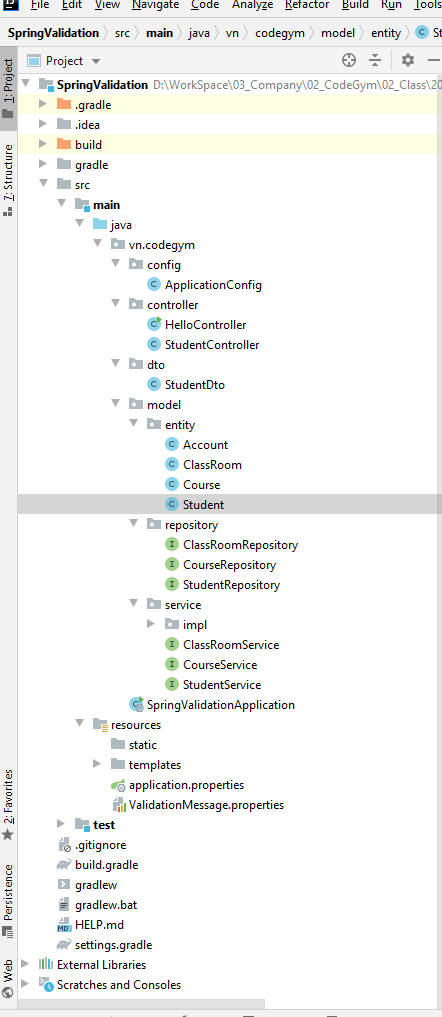 File Edit View Navigate Code Analyze Refactor Build Run Tools
SpringValidation src main java vn codegym model entity St
1: Project
Project
SpringValidation D:\WorkSpace\03_Company\02_CodeGym\02_Class\20
.gradle
.idea
build
gradle
src
main
java
vn.codegym
config
ApplicationConfig
controller
HelloController
StudentController
dto
StudentDto
model
entity
Account
ClassRoom
Course
Student
repository
ClassRoomRepository
CourseRepository
StudentRepository
service
impl
ClassRoomService
CourseService
StudentService
SpringValidationApplication
resources
static
templates
application.properties
ValidationMessage.properties
test
.gitignore
build.gradle
gradlew
gradlew.bat
HELP.md
settings.gradle
External Libraries
Scratches and Consoles
7: Structure
2: Favorites
Persistence
Web